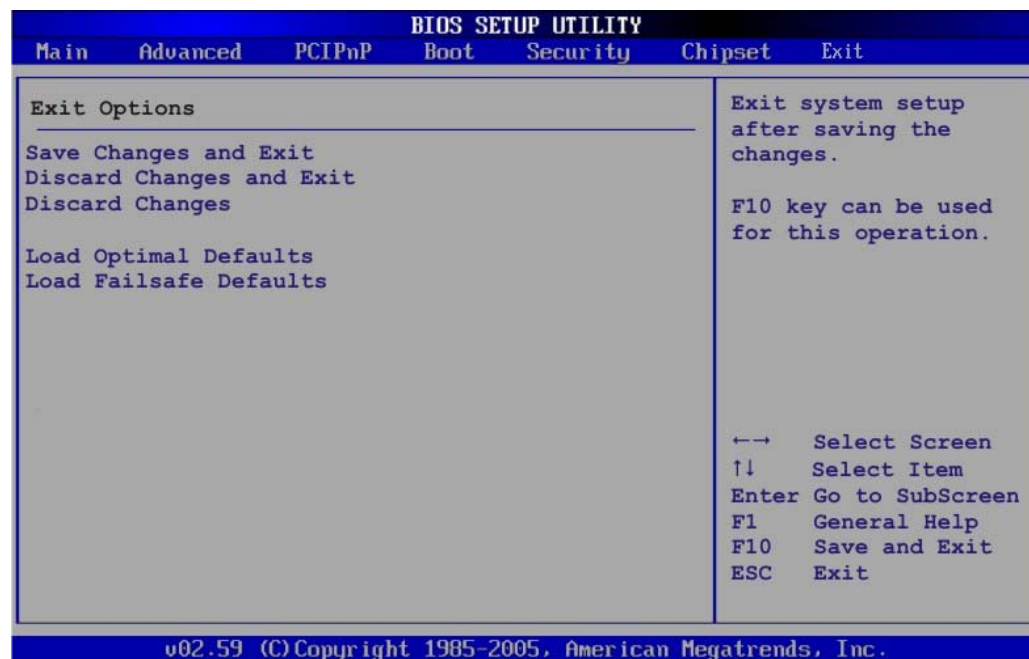 BIOS SETUP UTILITY
Main Advanced PCIPnP Boot Security Chipset Exit
Exit Options
Save Changes and Exit
Discard Changes and Exit
Discard Changes
Load Optimal Defaults
Load Failsafe Defaults
Exit system setup
after saving the
changes.
F10 key can be used
for this operation.
←→ Select Screen
↑↓ Select Item
Enter Go to SubScreen
F1 General Help
F10 Save and Exit
ESC Exit
v02.59 (C)Copyright 1985-2005, American Megatrends, Inc.